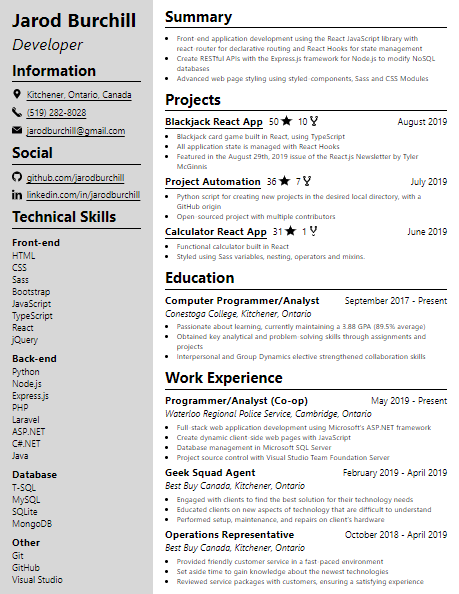 Jarod Burchill
Developer
Information
Kitchener, Ontario, Canada
(519) 282-8028
jarodburchill@gmail.com
Social
github.com/jarodburchill
linkedin.com/in/jarodburchill
Technical Skills
Front-end
HTML
CSS
Sass
Bootstrap
JavaScript
TypeScript
React
jQuery
Back-end
Python
Node.js
Express.js
PHP
Laravel
ASP.NET
C#.NET
Java
Database
T-SQL
MySQL
SQLite
MongoDB
Other
Git
GitHub
Visual Studio
Summary
Front-end application development using the React JavaScript library with
react-router for declarative routing and React Hooks for state management
Create RESTful APIs with the Express.js framework for Node.js to modify NoSQL
databases
Advanced web page styling using styled-components, Sass and CSS Modules
Projects
Blackjack React App 50 10 August 2019
Blackjack card game built in React, using TypeScript
All application state is managed with React Hooks
Featured in the August 29th, 2019 issue of the React.js Newsletter by Tyler
McGinnis
Project Automation 36 7 July 2019
Python script for creating new projects in the desired local directory, with a
GitHub origin
Open-sourced project with multiple contributors
Calculator React App 31 1 June 2019
Functional calculator built in React
Styled using Sass variables, nesting, operators and mixins.
Education
Computer Programmer/Analyst September 2017 - Present
Conestoga College, Kitchener, Ontario
Passionate about learning, currently maintaining a 3.88 GPA (89.5% average)
Obtained key analytical and problem-solving skills through assignments and
projects
Interpersonal and Group Dynamics elective strengthened collaboration skills
Work Experience
Programmer/Analyst (Co-op) May 2019 - Present
Waterloo Regional Police Service, Cambridge, Ontario
Full-stack web application development using Microsoft's ASP.NET framework
Create dynamic client-side web pages with JavaScript
Database management in Microsoft SQL Server
Project source control with Visual Studio Team Foundation Server
Geek Squad Agent February 2019 - April 2019
Best Buy Canada, Kitchener, Ontario
Engaged with clients to find the best solution for their technology needs
Educated clients on new aspects of technology that are difficult to understand
Performed setup, maintenance, and repairs on client's hardware
Operations Representative October 2018 - April 2019
Best Buy Canada, Kitchener, Ontario
Provided friendly customer service in a fast paced environment
Set aside time to gain knowledge about the newest technologies
Reviewed service packages with customers, ensuring a satisfying experience